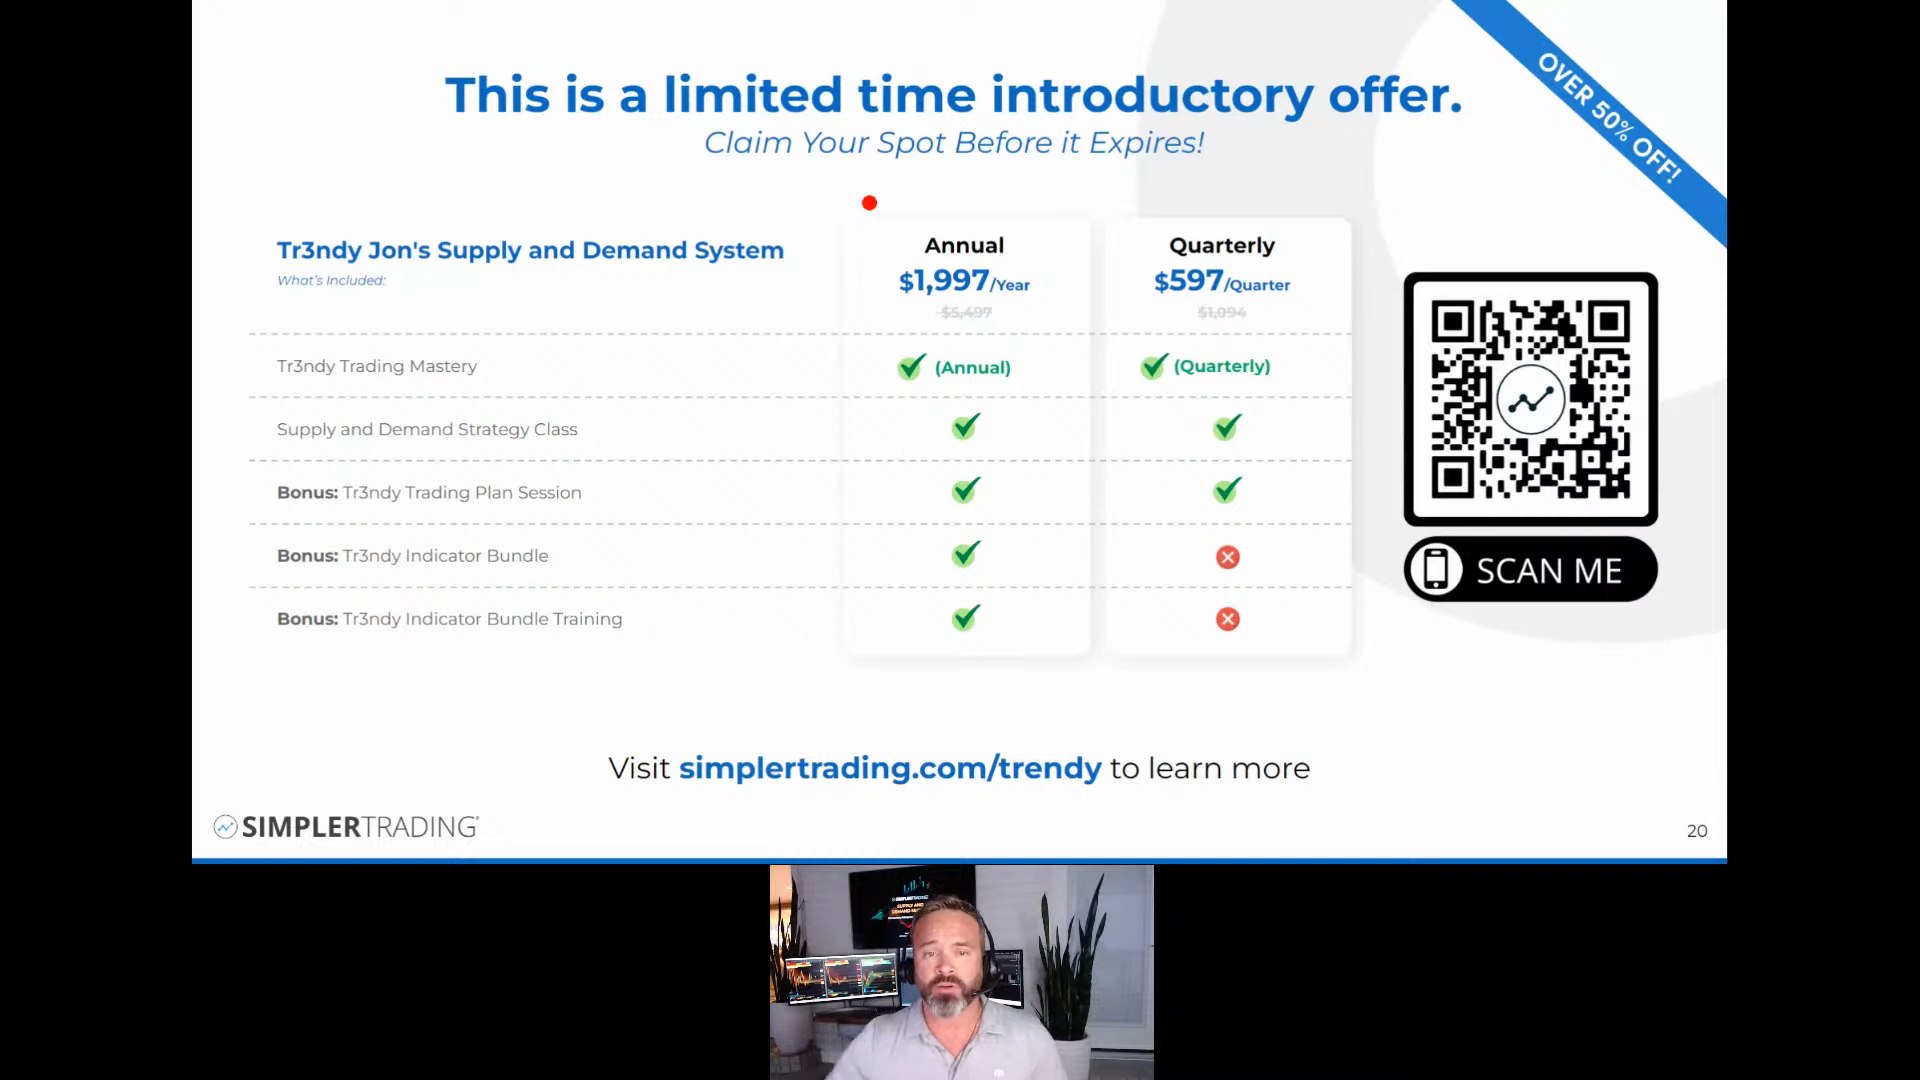 This is a limited time introductory offer.
Claim Your Spot Before it Expires!
OVER 50% OFF!
Tr3ndy Jon's Supply and Demand System
What's Included:
Annual
$1,997/Year
$5,497
Quarterly
$597/Quarter
$1,094
Tr3ndy Trading Mastery
(Annual)
(Quarterly)
Supply and Demand Strategy Class
Bonus: Tr3ndy Trading Plan Session
Bonus: Tr3ndy Indicator Bundle
Bonus: Tr3ndy Indicator Bundle Training
SCAN ME
Visit simplertrading.com/trendy to learn more
SIMPLERTRADING
20